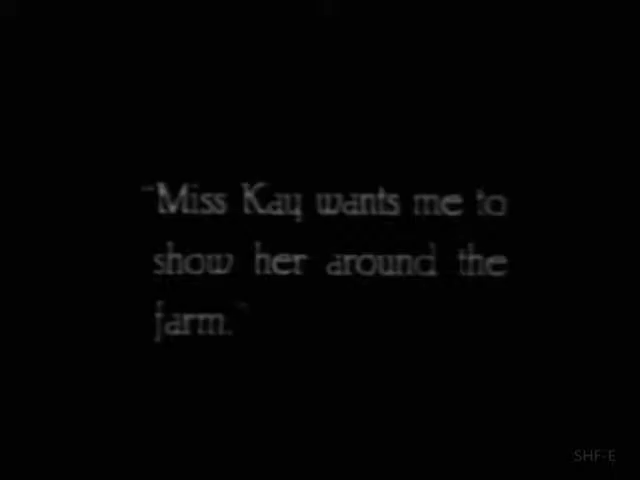 "Miss Kay wants me to
show her around the
farm."
SHF-E